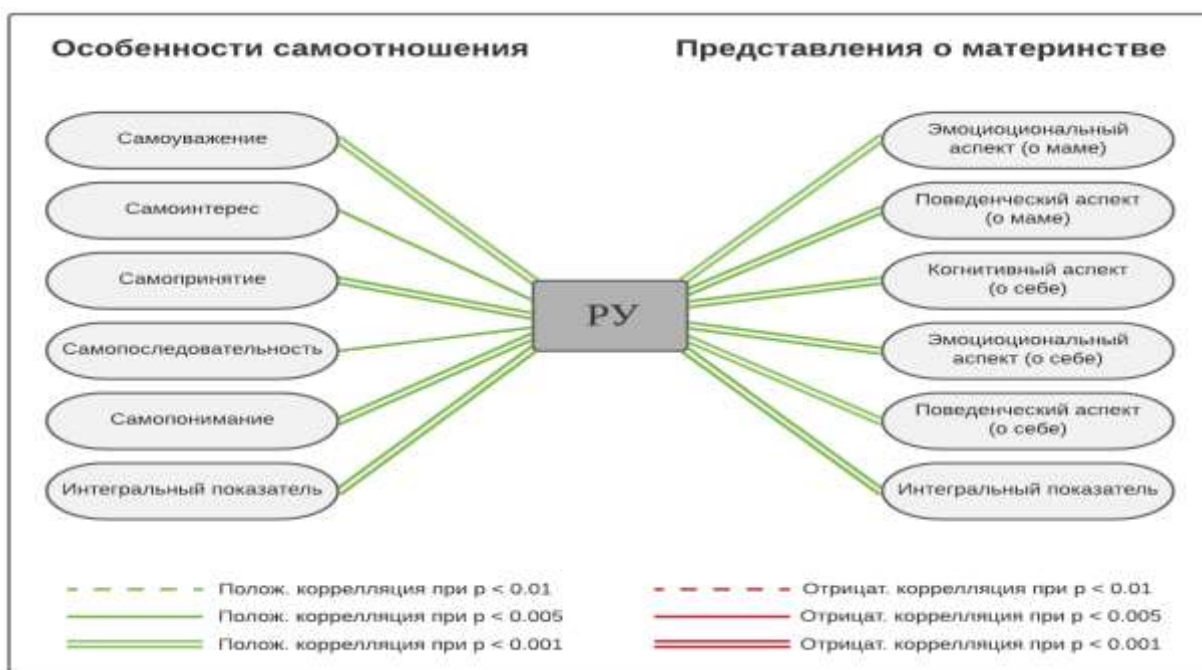 Особенности самоотношения
Представления о материнстве
Самоуважение
Самоинтерес
Самопринятие
Самопоследовательность
Самопонимание
Интегральный показатель
РУ
Эмоциоциональный
аспект (о маме)
Поведенческий аспект
(о маме)
Когнитивный аспект
(о себе)
Эмоциоциональный
аспект (о себе)
Поведенческий аспект
(о себе)
Интегральный показатель
Полож. корреляция при p < 0.01
Полож. корреляция при p < 0.005
Полож. корреляция при p < 0.001
Отрицат. корреляция при p < 0.01
Отрицат. корреляция при p < 0.005
Отрицат. корреляция при p < 0.001